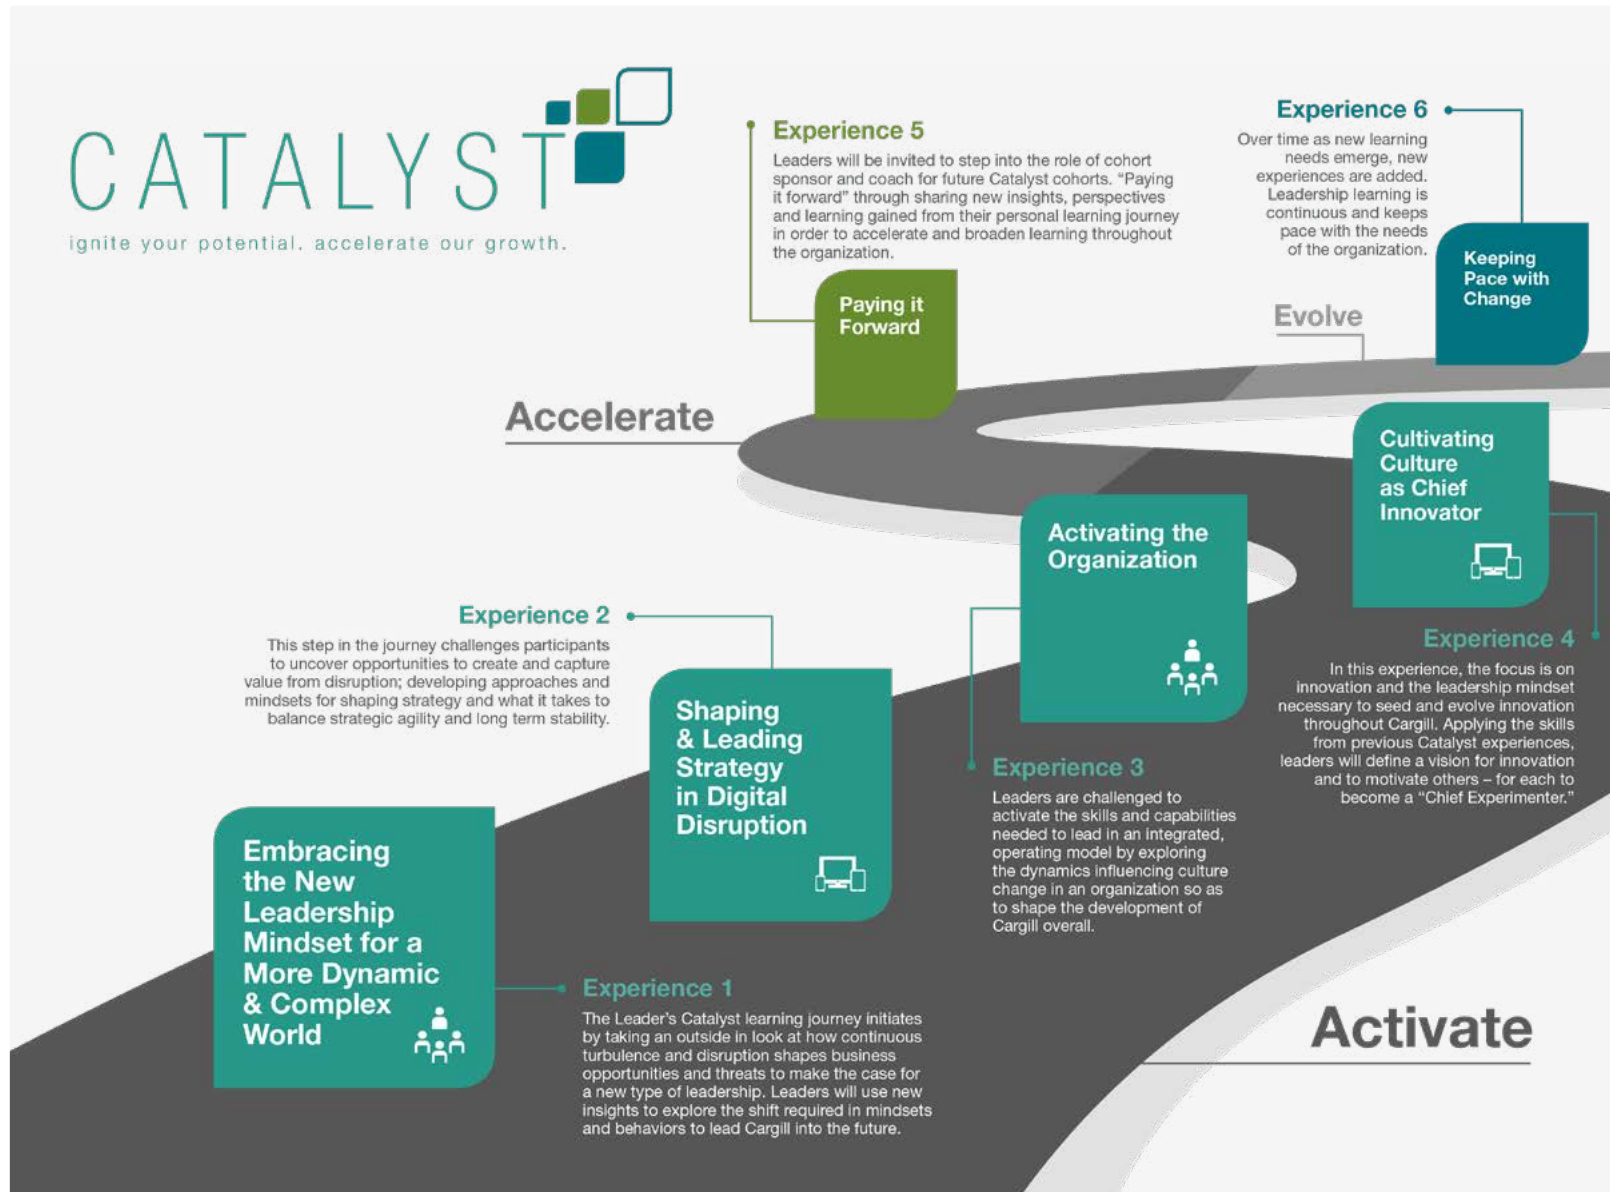 CATALYST
ignite your potential. accelerate our growth.
Experience 5
Leaders will be invited to step into the role of cohort
sponsor and coach for future Catalyst cohorts. “Paying
it forward” through sharing new insights, perspectives
and learning gained from their personal learning journey
in order to accelerate and broaden learning throughout
the organization.
Paying it
Forward
Experience 6
Over time as new learning
needs emerge, new
experiences are added.
Leadership learning is
continuous and keeps
pace with the needs
of the organization.
Keeping
Pace with
Change
Evolve
Accelerate
Cultivating
Culture
as Chief
Innovator
Activating the
Organization
Experience 2
This step in the journey challenges participants
to uncover opportunities to create and capture
value from disruption; developing approaches and
mindsets for shaping strategy and what it takes to
balance strategic agility and long term stability.
Shaping
& Leading
Strategy
in Digital
Disruption
Experience 4
In this experience, the focus is on
innovation and the leadership mindset
necessary to seed and evolve innovation
throughout Cargill. Applying the skills
from previous Catalyst experiences,
leaders will define a vision for innovation
and to motivate others – for each to
become a “Chief Experimenter.”
Experience 3
Leaders are challenged to
activate the skills and capabilities
needed to lead in an integrated,
operating model by exploring
the dynamics influencing culture
change in an organization so as
to shape the development of
Cargill overall.
Embracing
the New
Leadership
Mindset for a
More Dynamic
& Complex
World
Experience 1
The Leader’s Catalyst learning journey initiates
by taking an outside in look at how continuous
turbulence and disruption shapes business
opportunities and threats to make the case for
a new type of leadership. Leaders will use new
insights to explore the shift required in mindsets
and behaviors to lead Cargill into the future.
Activate